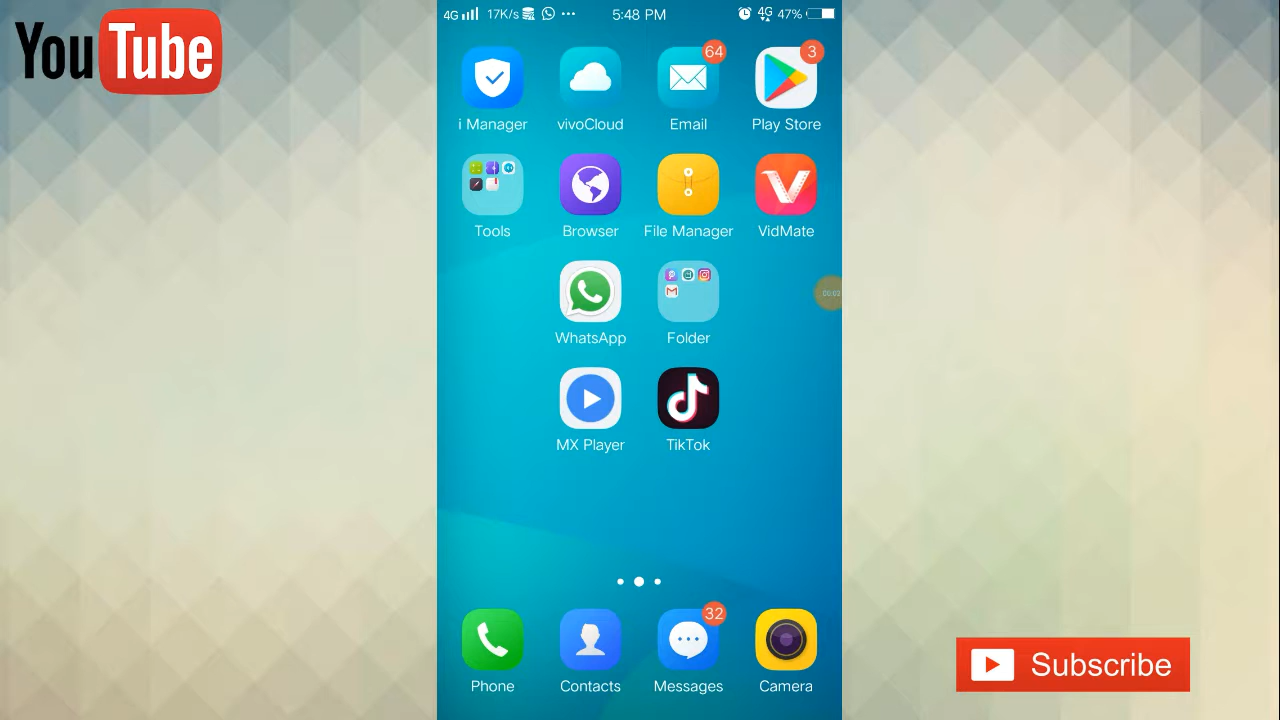 YouTube
4G 17K/s 5:48 PM 4G 47%
64 3
i Manager vivoCloud Email Play Store
Tools Browser File Manager VidMate
WhatsApp Folder
MX Player TikTok
32
Phone Contacts Messages Camera
Subscribe